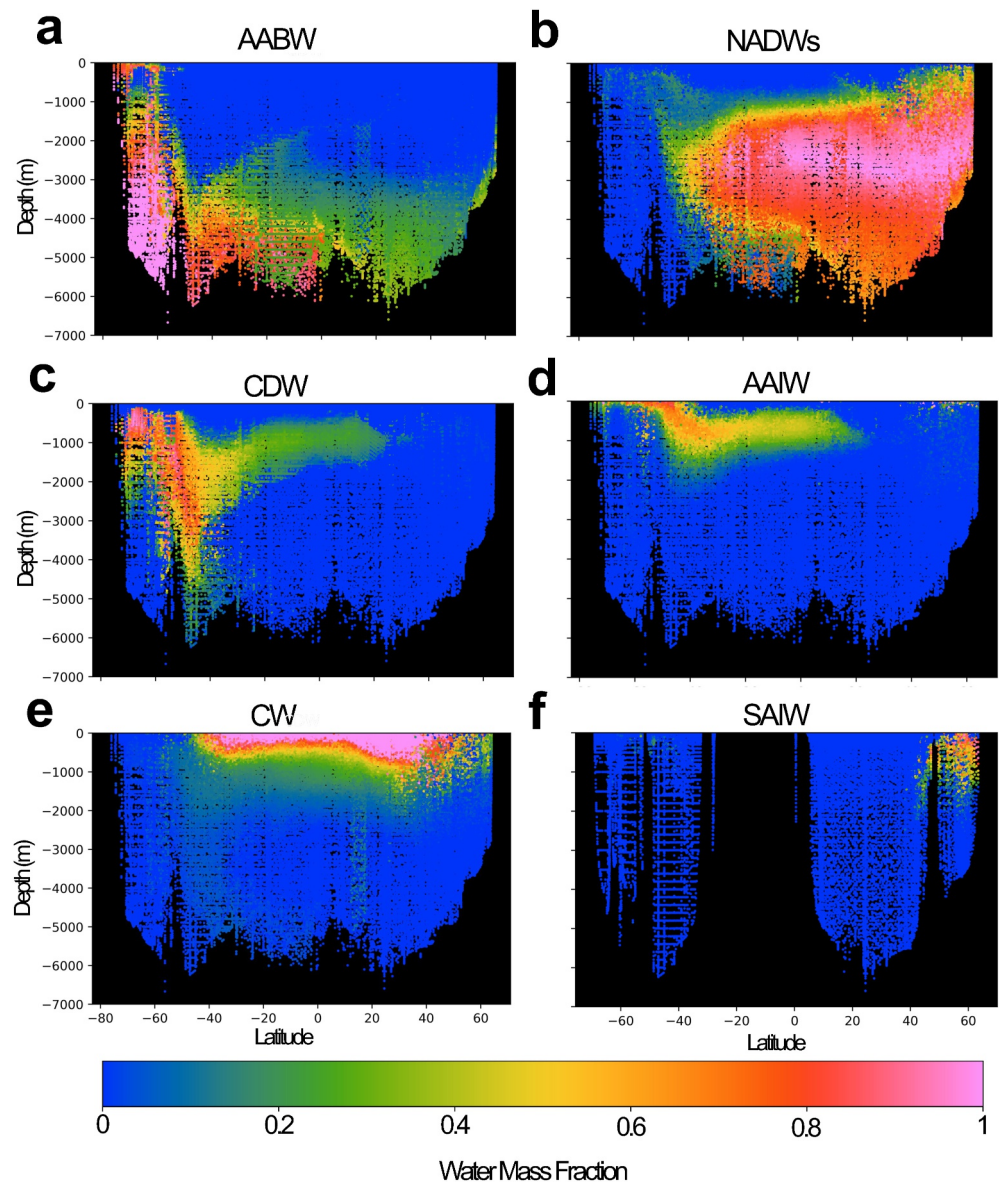 a
AABW
b
NADWs
0
−1000
−2000
−3000
−4000
−5000
−6000
−7000
Depth (m)
c
CDW
d
AAIW
0
−1000
−2000
−3000
−4000
−5000
−6000
−7000
Depth (m)
e
CW
f
SAIW
0
−1000
−2000
−3000
−4000
−5000
−6000
−7000
Depth (m)
−80 −60 −40 −20 0 20 40 60
Latitude
−60 −40 −20 0 20 40 60
Latitude
0 0.2 0.4 0.6 0.8 1
Water Mass Fraction